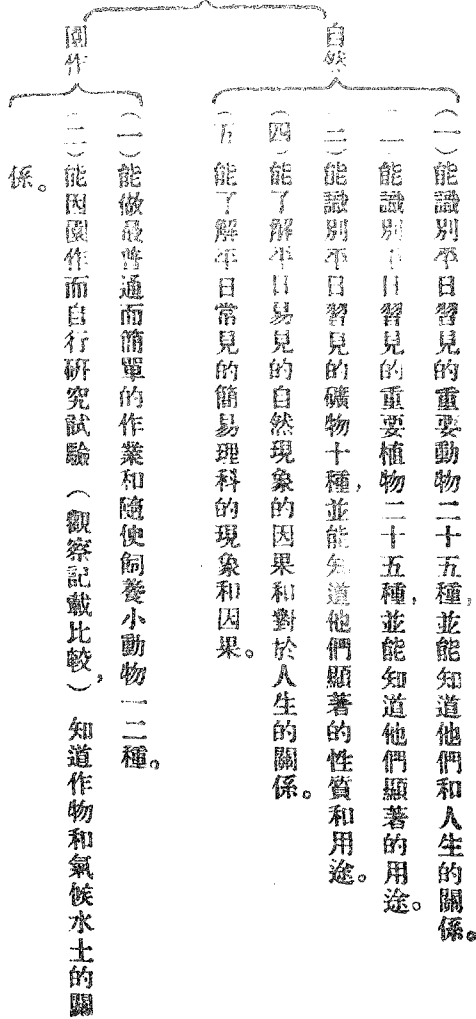 自然
(一)能識別平日習見的重要動物二十五種,並能知道他們和人生的關係。
二 能識別平日習見的重要植物二十五種,並能知道他們顯著的用途。
(三)能識別平日習見的礦物十種,並能知道他們顯著的性質和用途。
(四)能了解平日易見的自然現象的因果和對於人生的關係。
(五 能了解平日常見的簡易理科的現象和因果。
園作
(一)能做最普通而簡單的作業和隨使飼養小動物一二種。
(二)能因園作而自行研究試驗(觀察記載比較,)知道作物和氣候水土的關
係。